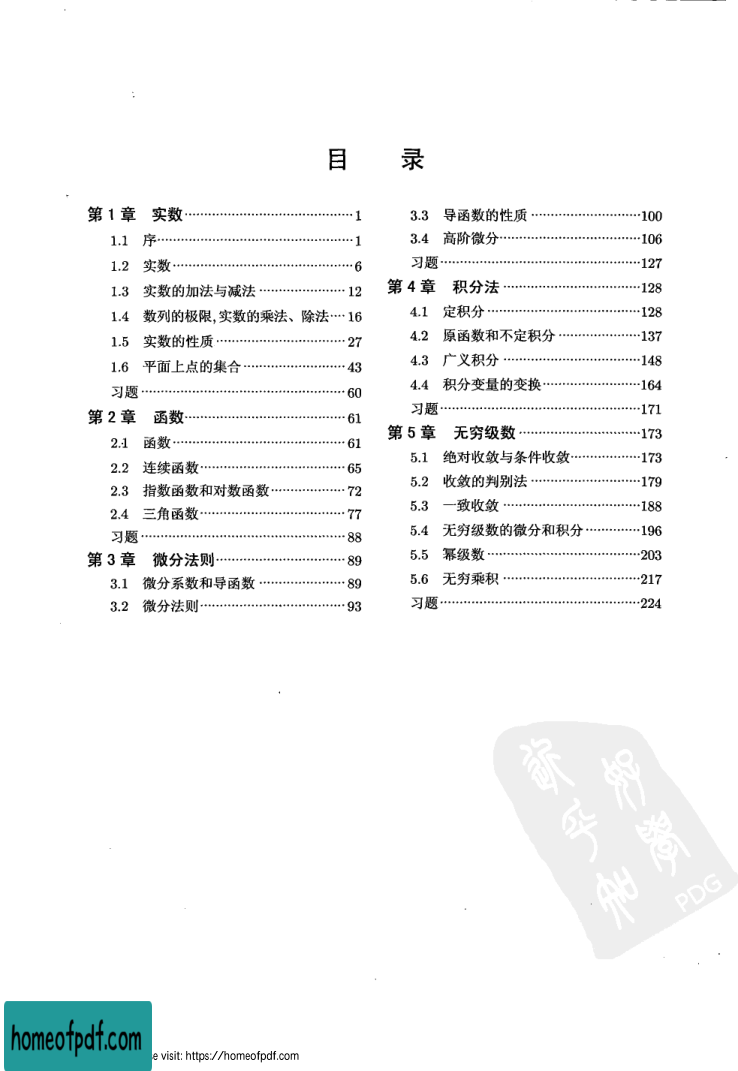 目 录
第 1 章 实数 1
1.1 序 1
1.2 实数 6
1.3 实数的加法与减法 12
1.4 数列的极限,实数的乘法、除法 16
1.5 实数的性质 27
1.6 平面上点的集合 43
习题 60
第 2 章 函数 61
2.1 函数 61
2.2 连续函数 65
2.3 指数函数和对数函数 72
2.4 三角函数 77
习题 88
第 3 章 微分法则 89
3.1 微分系数和导函数 89
3.2 微分法则 93
3.3 导函数的性质 100
3.4 高阶微分 106
习题 127
第 4 章 积分法 128
4.1 定积分 128
4.2 原函数和不定积分 137
4.3 广义积分 148
4.4 积分变量的变换 164
习题 171
第 5 章 无穷级数 173
5.1 绝对收敛与条件收敛 173
5.2 收敛的判别法 179
5.3 一致收敛 188
5.4 无穷级数的微分和积分 196
5.5 幂级数 203
5.6 无穷乘积 217
习题 224
PDG
homeofpdf.com
e visit: https://homeofpdf.com